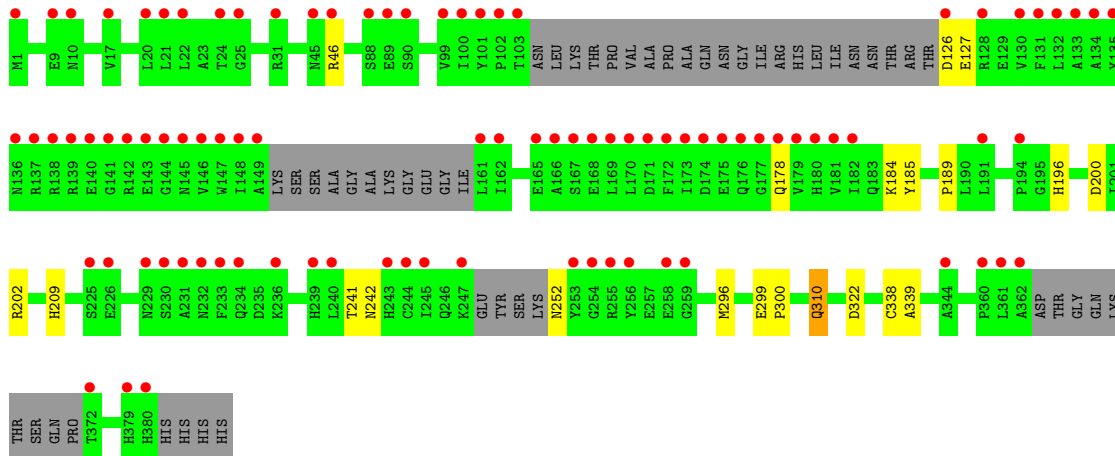 M1 E9 N10 V17 L20 L21 L22 A23 T24 G25 R31 N45 R46 S88 E89 S90 V99 I100 Y101 P102 T103 ASN LEU LYS THR PRO VAL ALA PRO ALA GLN ASN GLY ILE ARG HIS LEU ILE ASN ASN THR ARG THR D126 E127 R128 E129 V130 F131 L132 A133 A134 Y135
N136 R137 R138 R139 E140 G141 R142 E143 G144 N145 V146 W147 I148 A149 LYS SER SER ALA GLY ALA LYS GLY GLU GLY ILE L161 I162 E165 A166 S167 E168 L169 L170 D171 F172 I173 D174 E175 Q176 G177 Q178 V179 H180 V181 I182 Q183 K184 Y185 P189 L190 L191 P194 G195 H196 D200 I201
R202 H209 S225 E226 N229 S230 A231 N232 F233 Q234 D235 K236 H239 L240 T241 N242 H243 C244 I245 Q246 K247 GLU TYR SER LYS N252 Y253 G254 R255 Y256 E257 E258 G259 M296 E299 P300 Q310 D322 C338 A339 A344 P360 L361 A362 ASP THR GLY GLN LYS
THR SER GLN PRO T372 H379 H380 HIS HIS HIS HIS